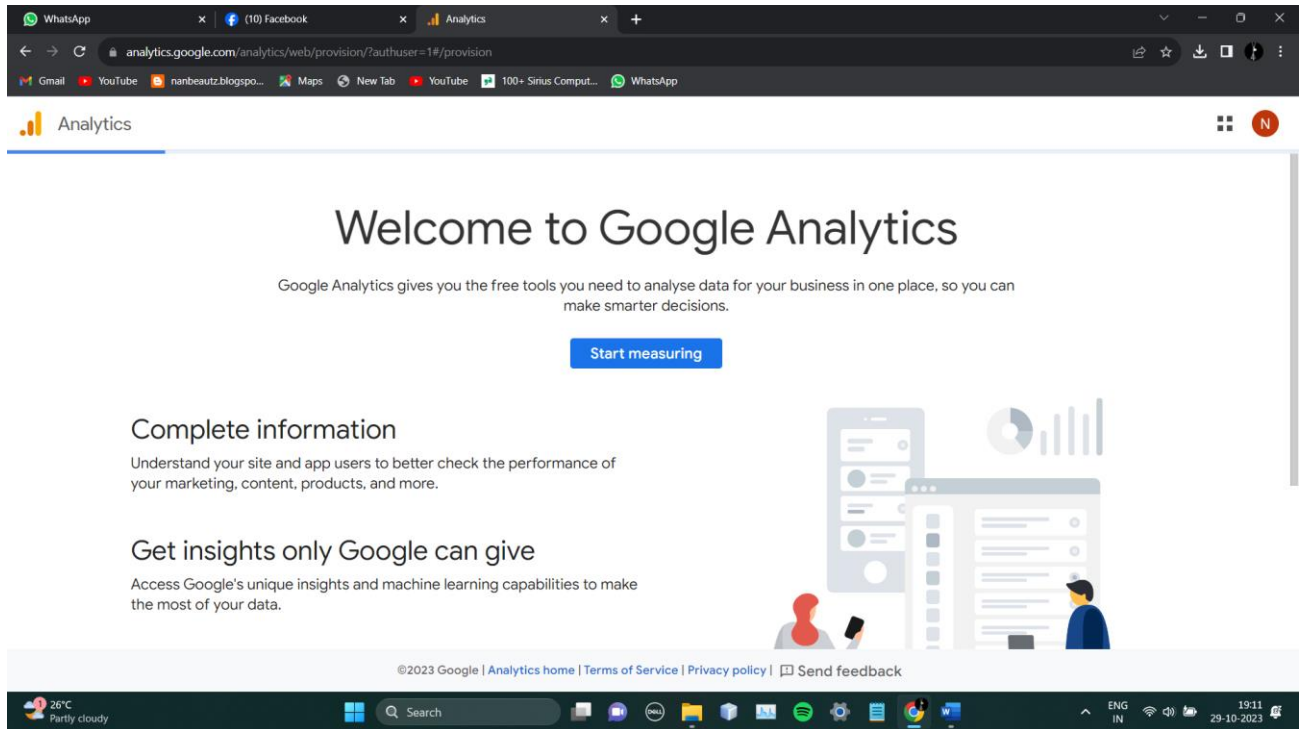 WhatsApp
(10) Facebook
Analytics
analytics.google.com/analytics/web/provision/?authuser=1#/provision
Gmail
YouTube
nanbeautz.blogspo...
Maps
New Tab
YouTube
100+ Sirius Comput...
WhatsApp
Analytics
N
Welcome to Google Analytics
Google Analytics gives you the free tools you need to analyse data for your business in one place, so you can
make smarter decisions.
Start measuring
Complete information
Understand your site and app users to better check the performance of
your marketing, content, products, and more.
Get insights only Google can give
Access Google's unique insights and machine learning capabilities to make
the most of your data.
©2023 Google | Analytics home | Terms of Service | Privacy policy | Send feedback
1
26°C
Partly cloudy
Search
DELL
W
ENG
IN
19:11
29-10-2023